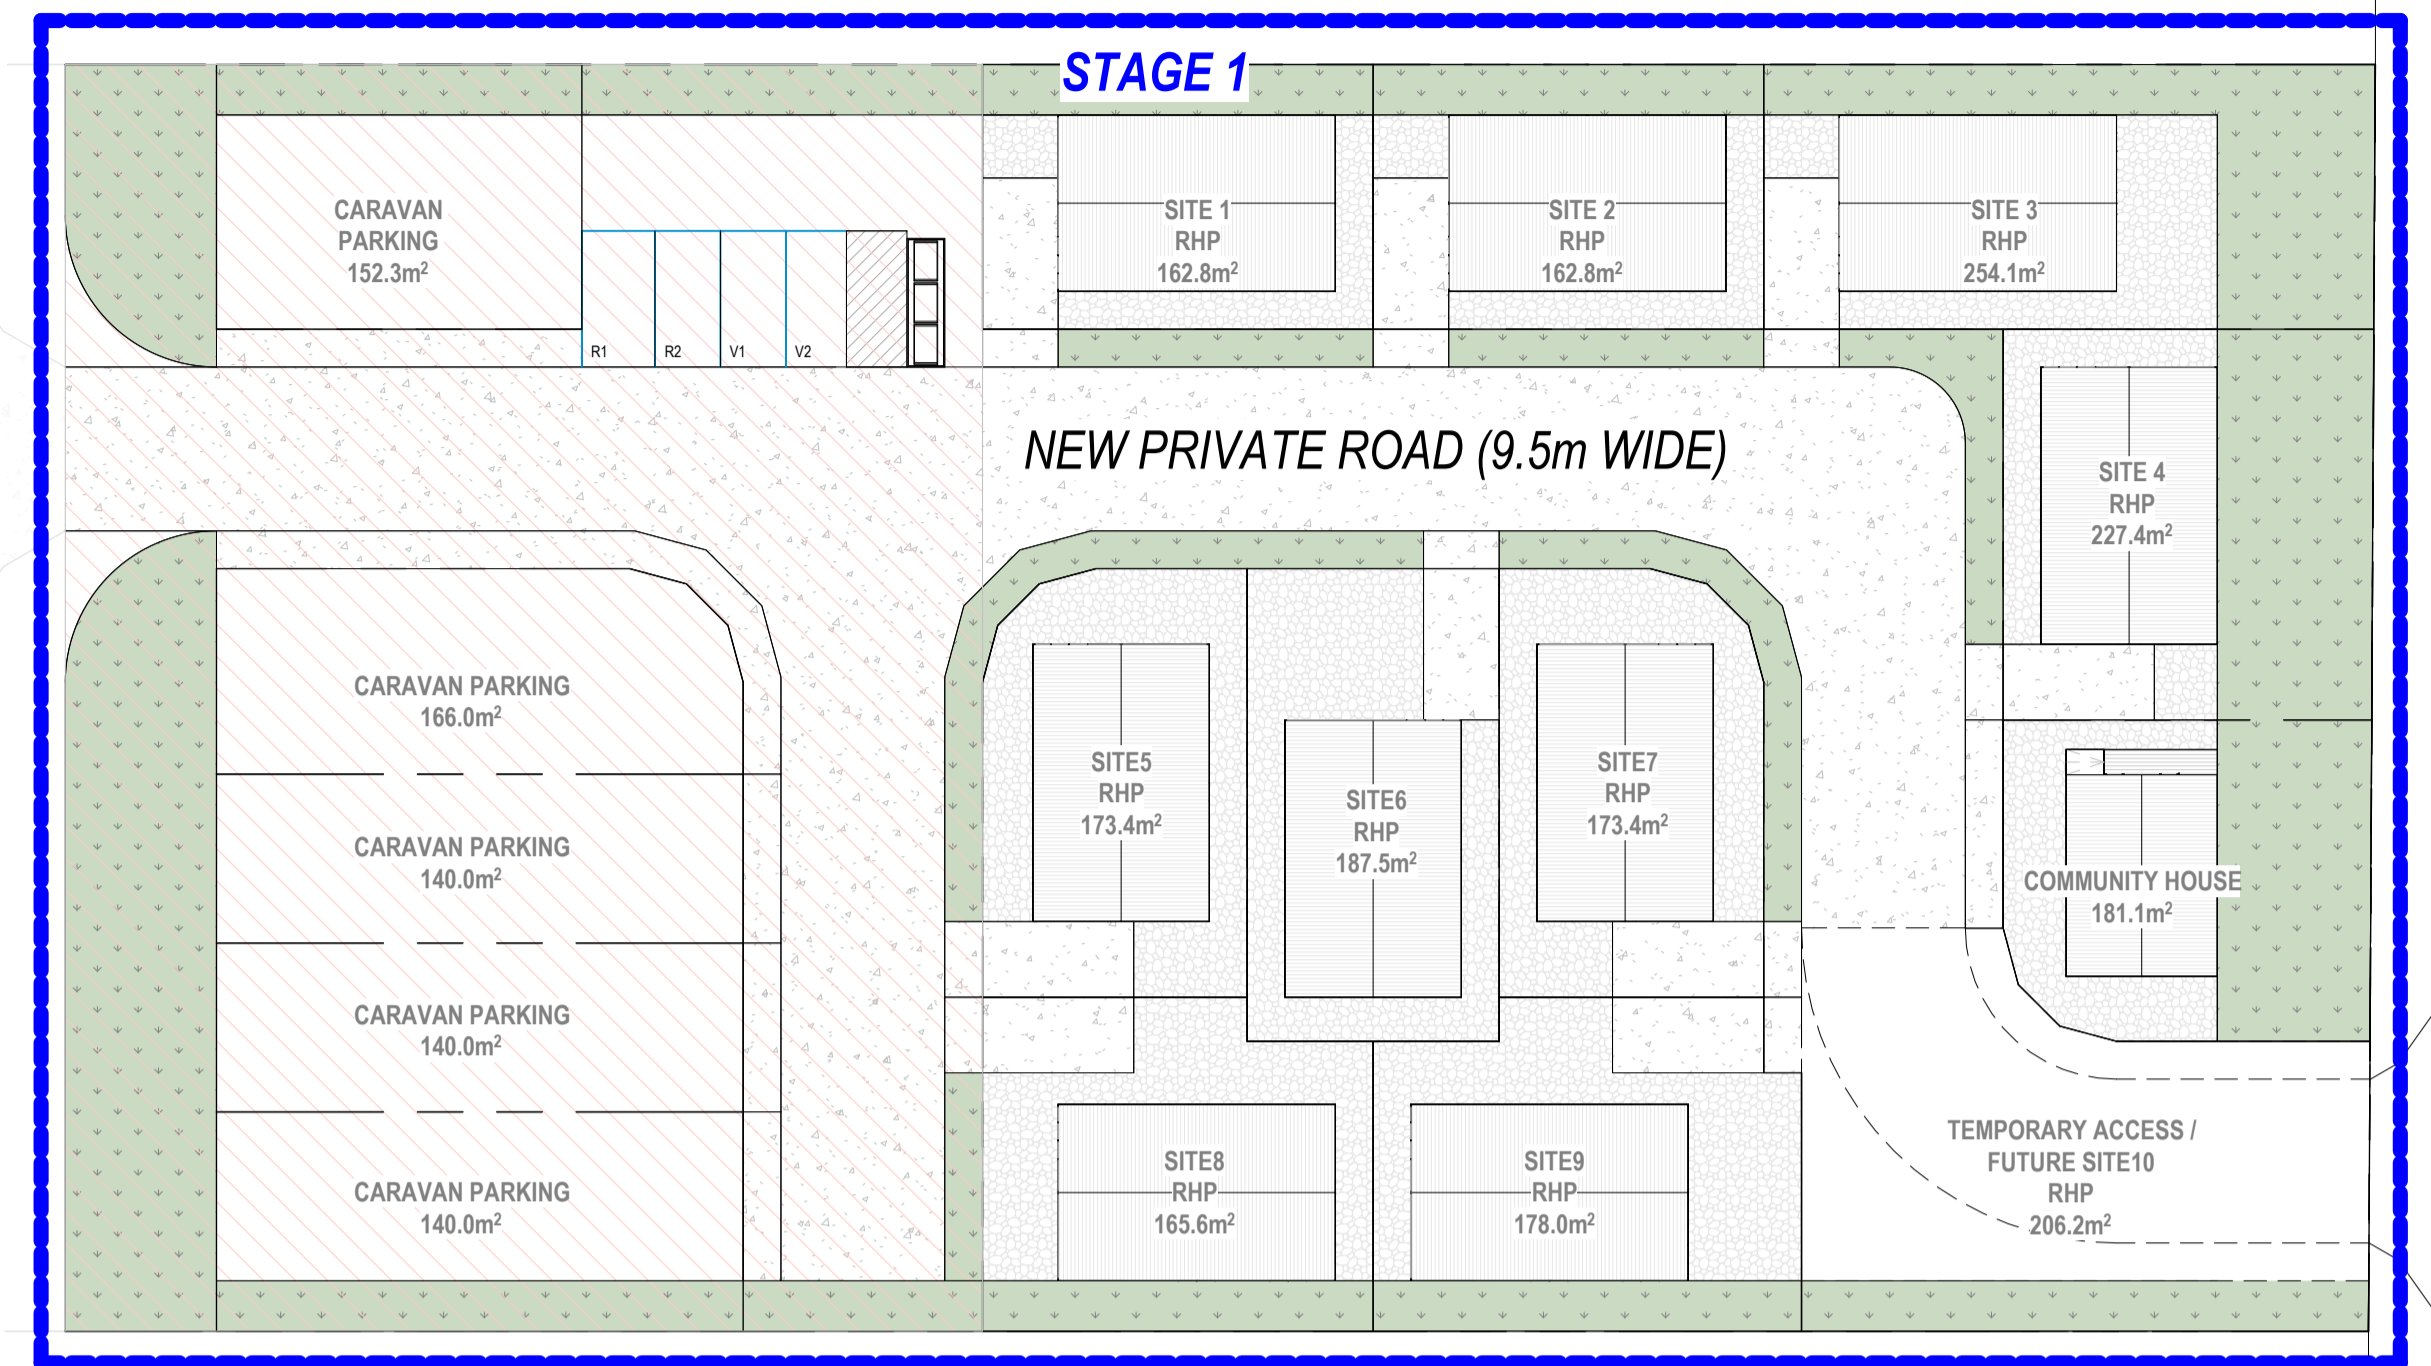 STAGE 1
CARAVAN
PARKING
152.3m²
SITE 1
RHP
162.8m²
SITE 2
RHP
162.8m²
SITE 3
RHP
254.1m²
R1
R2
V1
V2
NEW PRIVATE ROAD (9.5m WIDE)
SITE 4
RHP
227.4m²
CARAVAN PARKING
166.0m²
SITE5
RHP
173.4m²
SITE6
RHP
187.5m²
SITE7
RHP
173.4m²
CARAVAN PARKING
140.0m²
COMMUNITY HOUSE
181.1m²
CARAVAN PARKING
140.0m²
CARAVAN PARKING
140.0m²
SITE8
RHP
165.6m²
SITE9
RHP
178.0m²
TEMPORARY ACCESS /
FUTURE SITE10
RHP
206.2m²